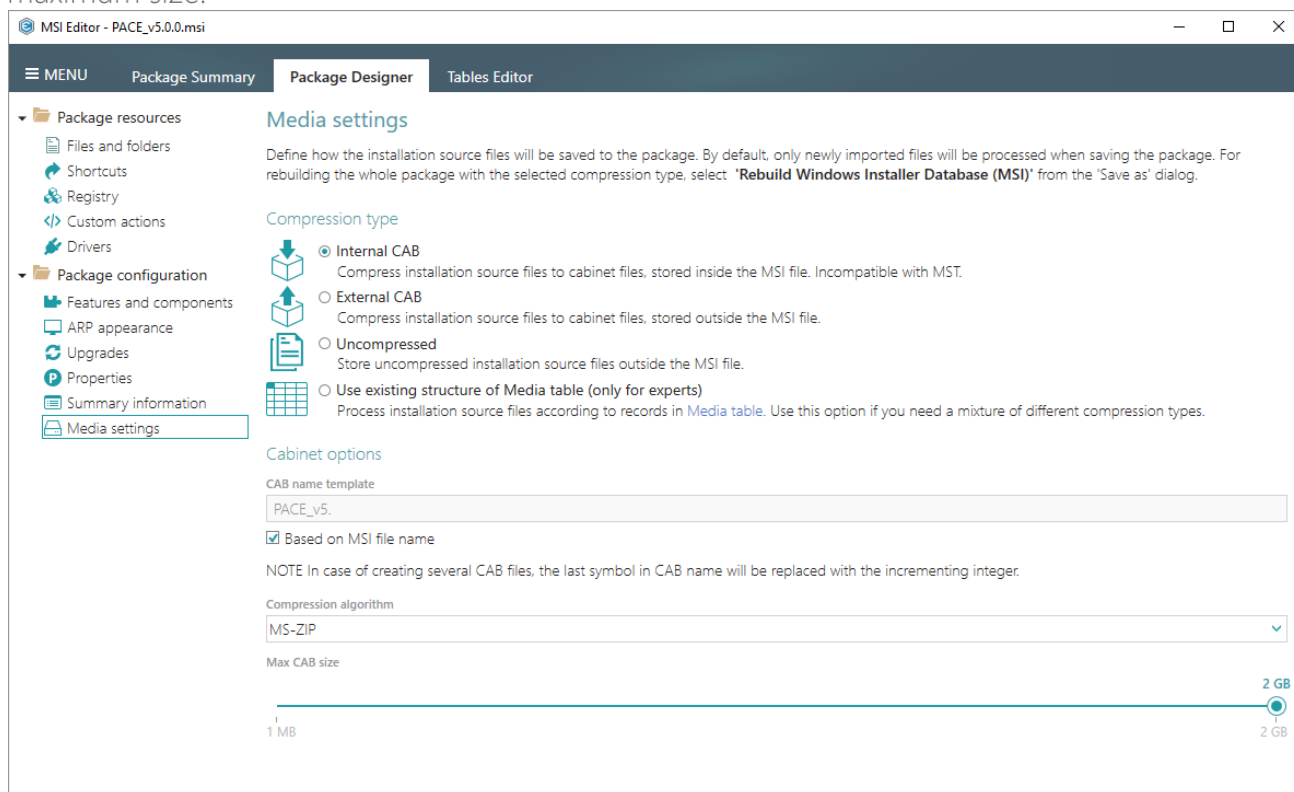 maximum size.
MSI Editor - PACE_v5.0.0.msi
MENU Package Summary Package Designer Tables Editor
Package resources
Files and folders
Shortcuts
Registry
Custom actions
Drivers
Package configuration
Features and components
ARP appearance
Upgrades
Properties
Summary information
Media settings
Media settings
Define how the installation source files will be saved to the package. By default, only newly imported files will be processed when saving the package. For
rebuilding the whole package with the selected compression type, select 'Rebuild Windows Installer Database (MSI)' from the 'Save as' dialog.
Compression type
Internal CAB
Compress installation source files to cabinet files, stored inside the MSI file. Incompatible with MST.
External CAB
Compress installation source files to cabinet files, stored outside the MSI file.
Uncompressed
Store uncompressed installation source files outside the MSI file.
Use existing structure of Media table (only for experts)
Process installation source files according to records in Media table. Use this option if you need a mixture of different compression types.
Cabinet options
CAB name template
PACE_v5.
Based on MSI file name
NOTE In case of creating several CAB files, the last symbol in CAB name will be replaced with the incrementing integer.
Compression algorithm
MS-ZIP
Max CAB size
2 GB
1 MB 2 GB